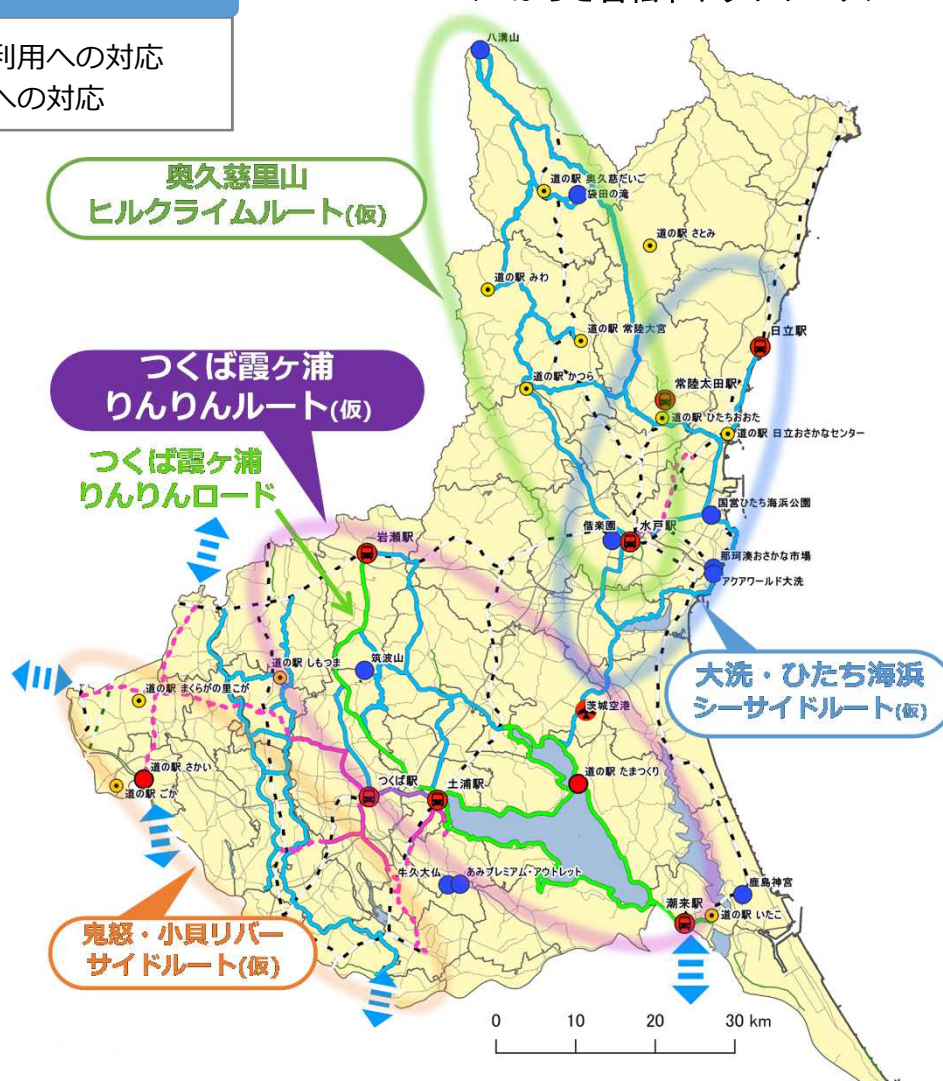 利用への対応
への対応
八溝山
奥久慈里山
ヒルクライムルート(仮)
道の駅 奥久慈だいご
袋田の滝
道の駅 さとみ
道の駅 みわ
道の駅 常陸大宮
日立駅
つくば霞ヶ浦
りんりんルート(仮)
道の駅 かつら
常陸太田駅
道の駅 ひたちおおた
道の駅 日立おさかなセンター
つくば霞ヶ浦
りんりんロード
国営ひたち海浜公園
偕楽園
水戸駅
岩瀬駅
那珂湊おさかな市場
アクアワールド大洗
道の駅 しもつま
筑波山
大洗・ひたち海浜
シーサイドルート(仮)
道の駅 まくらがの里こが
茨城空港
道の駅 さかい
道の駅 ごか
つくば駅
土浦駅
道の駅 たまつくり
牛久大仏
あみプレミアム・アウトレット
鹿島神宮
潮来駅
道の駅 いたこ
鬼怒・小貝リバー
サイドルート(仮)
0 10 20 30 km